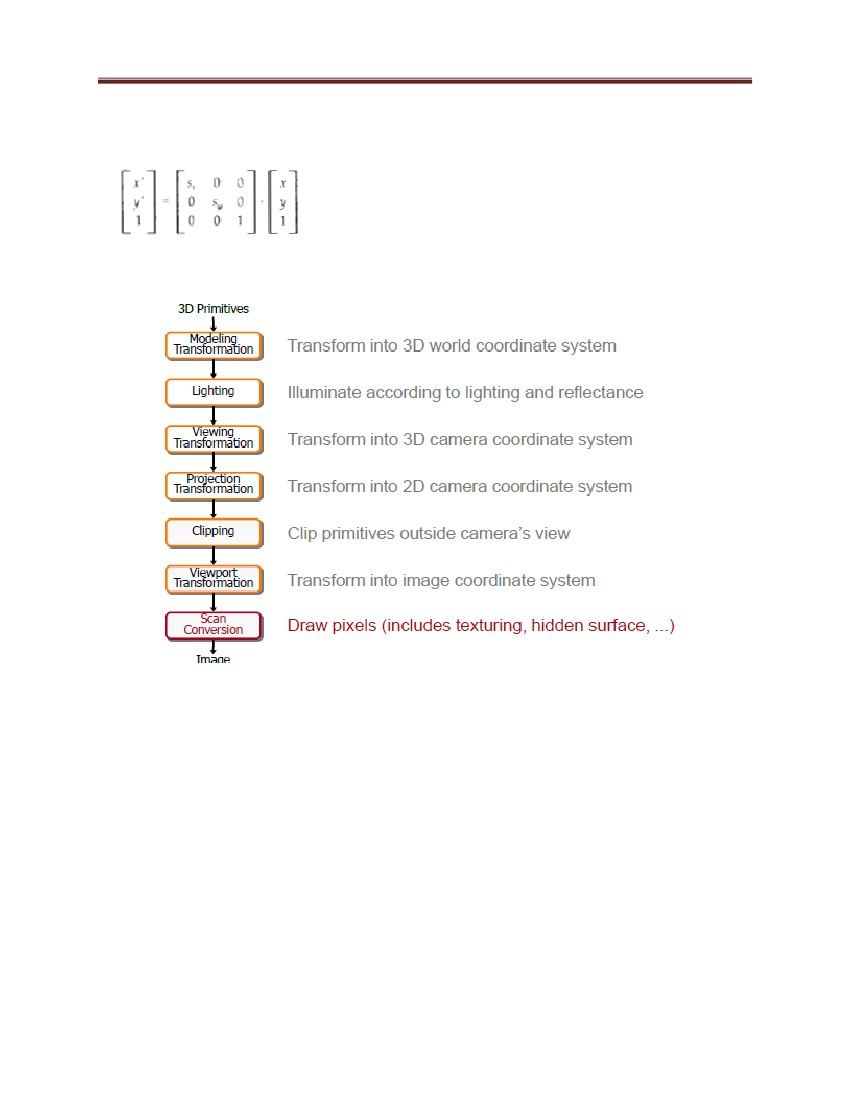 x' = s_x 0 0 · x
y' 0 s_y 0 y
1 0 0 1 1
3D Primitives
Modeling
Transformation
Transform into 3D world coordinate system
Lighting
Illuminate according to lighting and reflectance
Viewing
Transformation
Transform into 3D camera coordinate system
Projection
Transformation
Transform into 2D camera coordinate system
Clipping
Clip primitives outside camera's view
Viewport
Transformation
Transform into image coordinate system
Scan
Conversion
Draw pixels (includes texturing, hidden surface, ...)
Image